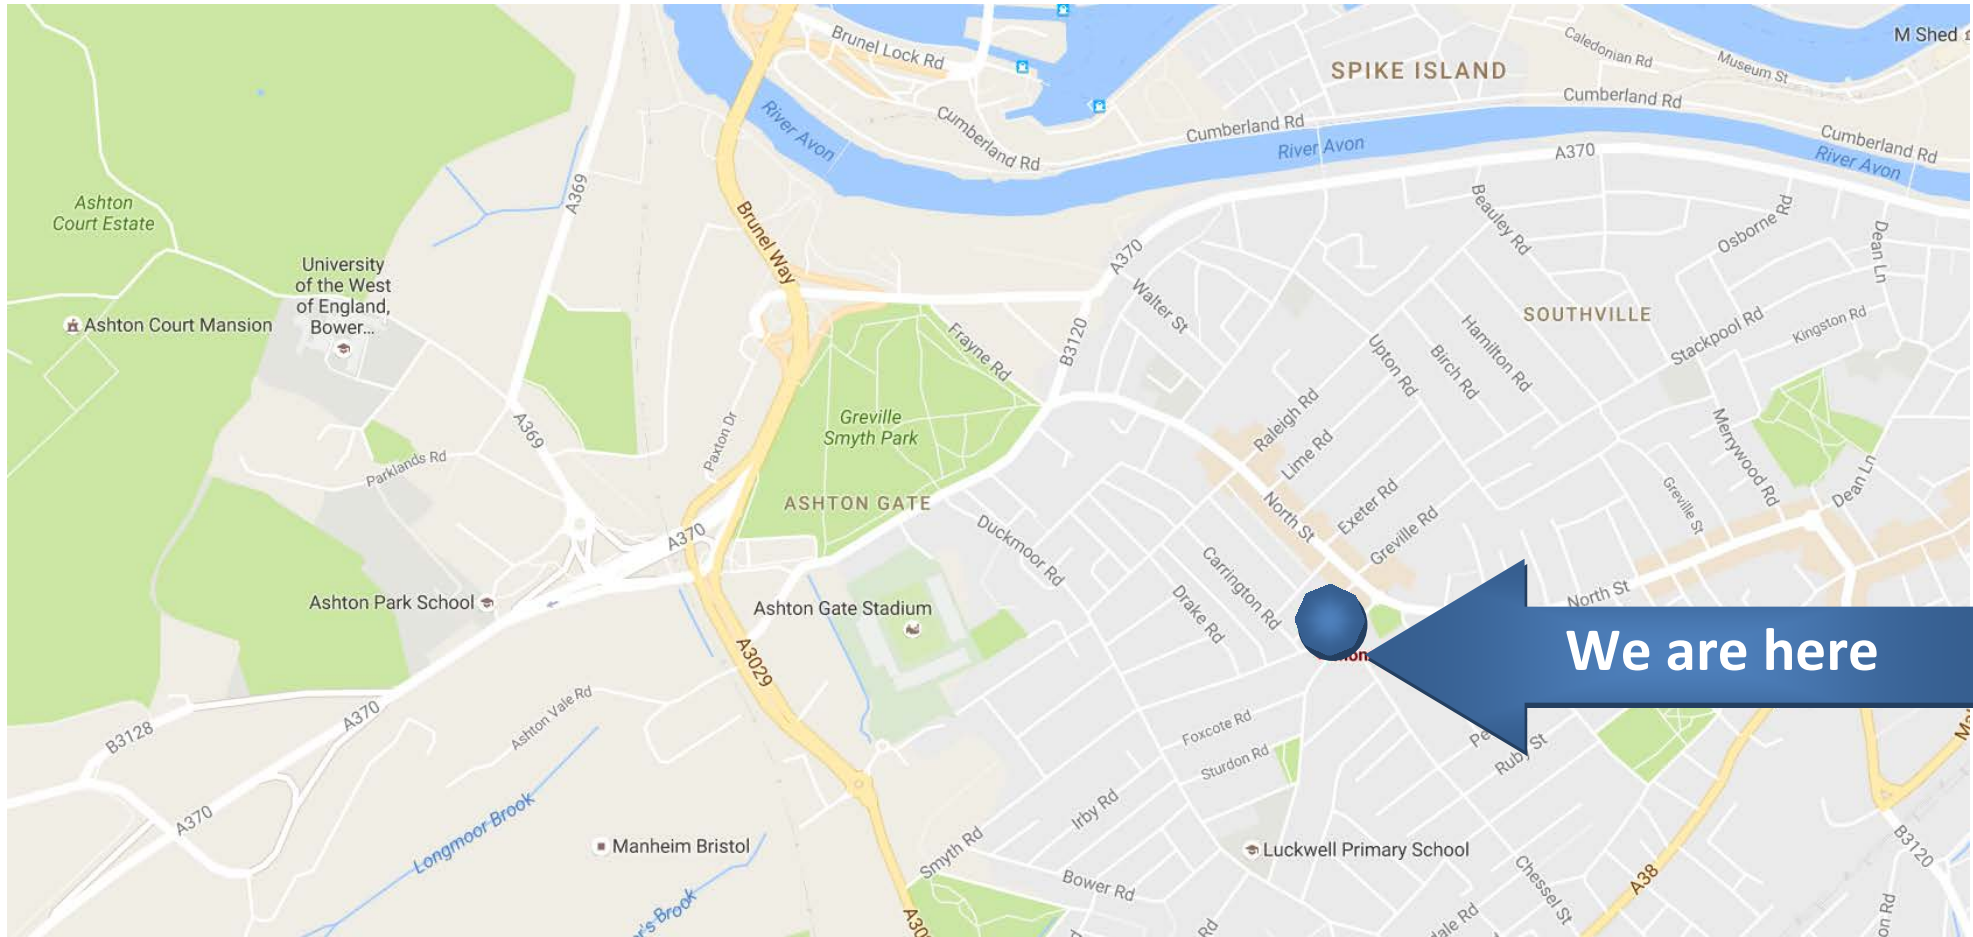 Brunel Lock Rd
Caledonian Rd
Museum St
M Shed
SPIKE ISLAND
Cumberland Rd
Cumberland Rd
Cumberland Rd
Cumberland Rd
River Avon
River Avon
River Avon
A370
A369
Ashton
Court Estate
Brunel Way
Beauley Rd
Osborne Rd
Dean Ln
University
of the West
of England,
Bower...
Ashton Court Mansion
A370
Walter St
SOUTHVILLE
B3120
Frayne Rd
Upton Rd
Birch Rd
Hamilton Rd
Stackpool Rd
Kingston Rd
Greville
Smyth Park
A369
Paxton Dr
Parklands Rd
Raleigh Rd
Lime Rd
Merrywood Rd
Dean Ln
ASHTON GATE
North St
Exeter Rd
Greville Rd
Greville St
A370
Duckmoor Rd
Carrington Rd
Drake Rd
North St
Ashton Park School
Ashton Gate Stadium
We are here
A3029
B3128
A370
Ashton Vale Rd
Foxcote Rd
Sturdon Rd
Ruby St
A370
Longmoor Brook
Manheim Bristol
Irby Rd
Smyth Rd
Luckwell Primary School
Bower Rd
Chessel St
A38
B3120